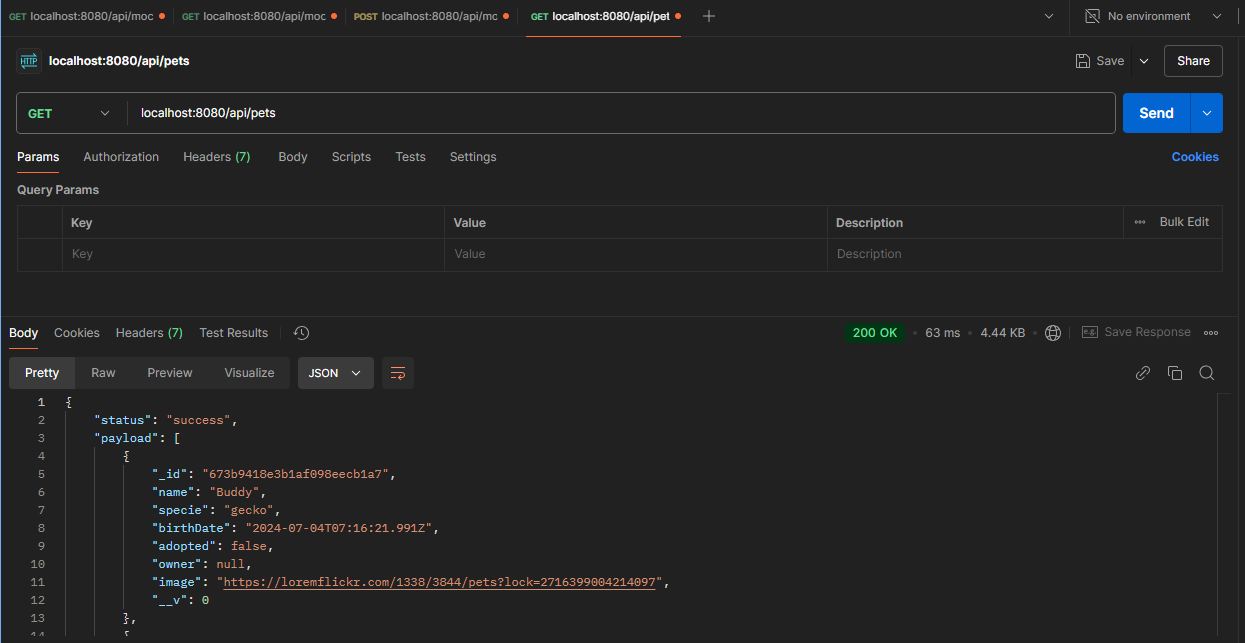 GET localhost:8080/api/moc GET localhost:8080/api/moc POST localhost:8080/api/mc GET localhost:8080/api/pet No environment
HTTP localhost:8080/api/pets Save Share
GET localhost:8080/api/pets Send
Params Authorization Headers (7) Body Scripts Tests Settings Cookies
Query Params
Key Value Description Bulk Edit
Key Value Description
Body Cookies Headers (7) Test Results 200 OK 63 ms 4.44 KB e.g. Save Response
Pretty Raw Preview Visualize JSON
1 {
2 "status": "success",
3 "payload": [
4 {
5 "_id": "673b9418e3b1af098eecb1a7",
6 "name": "Buddy",
7 "specie": "gecko",
8 "birthDate": "2024-07-04T07:16:21.991Z",
9 "adopted": false,
10 "owner": null,
11 "image": "https://loremflickr.com/1338/3844/pets?lock=2716399004214097",
12 "__v": 0
13 },
14 {